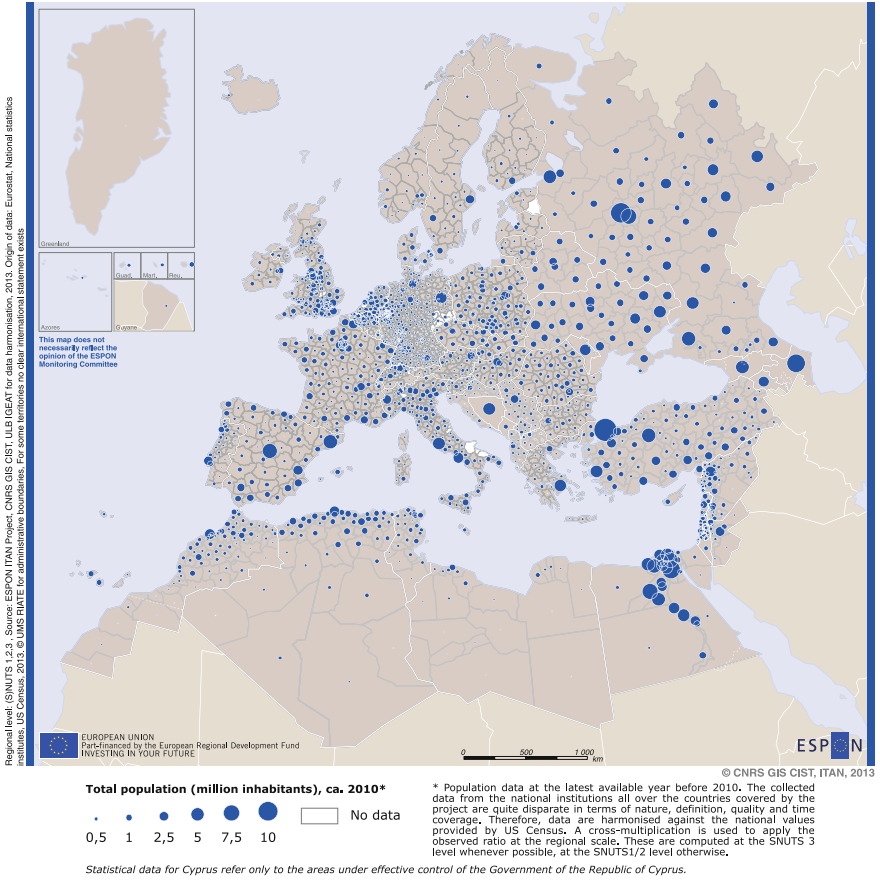 Regional level: (S)NUTS 1,2,3 , Source: ESPON ITAN Project, CNRS GIS CIST, ULB IGEAT for data harmonisation, 2013. Origin of data: Eurostat, National statistics
institutes, US Census, 2013. © UMS RIATE for administrative boundaries. For some territories no clear international statement exists
Greenland
Guad,
Mart,
Reu,
Azores
Guyane
This map does not
necessarily reflect the
opinion of the ESPON
Monitoring Committee
EUROPEAN UNION
Part-financed by the European Regional Development Fund
INVESTING IN YOUR FUTURE
0 500 1 000
km
ESPON
© CNRS GIS CIST, ITAN, 2013
Total population (million inhabitants), ca. 2010*
No data
0,5 1 2,5 5 7,5 10
* Population data at the latest available year before 2010. The collected
data from the national institutions all over the countries covered by the
project are quite disparate in terms of nature, definition, quality and time
coverage. Therefore, data are harmonised against the national values
provided by US Census. A cross-multiplication is used to apply the
observed ratio at the regional scale. These are computed at the SNUTS 3
level whenever possible, at the SNUTS1/2 level otherwise.
Statistical data for Cyprus refer only to the areas under effective control of the Government of the Republic of Cyprus.